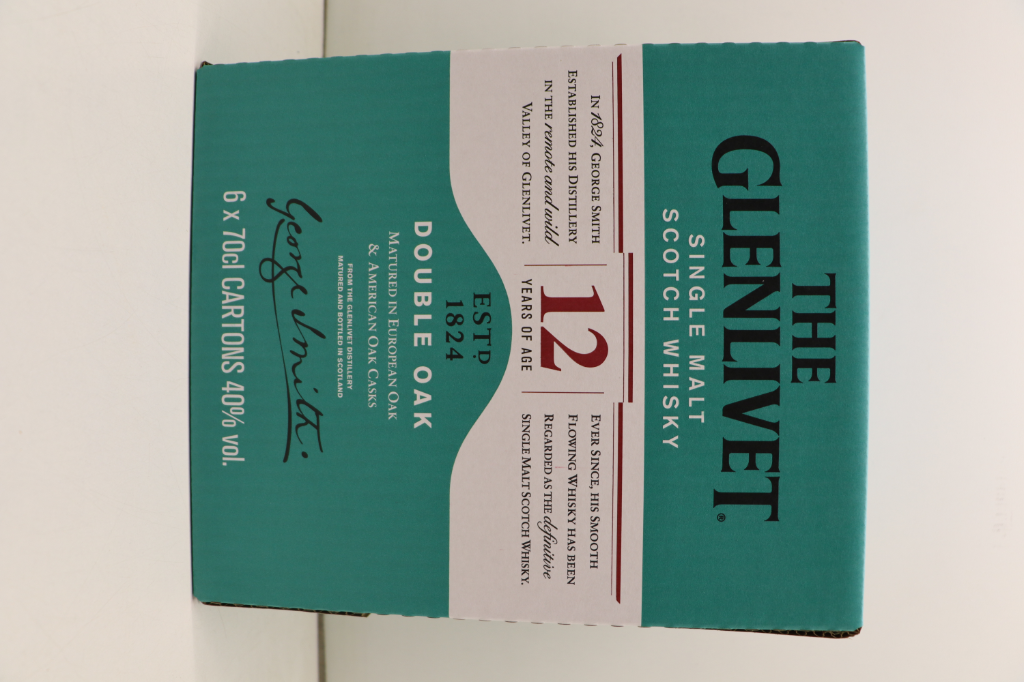 THE
GLENLIVET®
SINGLE MALT
SCOTCH WHISKY
IN 1824, GEORGE SMITH
ESTABLISHED HIS DISTILLERY
IN THE remote and wild
VALLEY OF GLENLIVET.
12
YEARS OF AGE
EVER SINCE, HIS SMOOTH
FLOWING WHISKY HAS BEEN
REGARDED AS THE definitive
SINGLE MALT SCOTCH WHISKY.
ESTD
1824
DOUBLE OAK
MATURED IN EUROPEAN OAK
& AMERICAN OAK CASKS
FROM THE GLENLIVET DISTILLERY
MATURED AND BOTTLED IN SCOTLAND
George Smith
6 x 70cl CARTONS 40% vol.